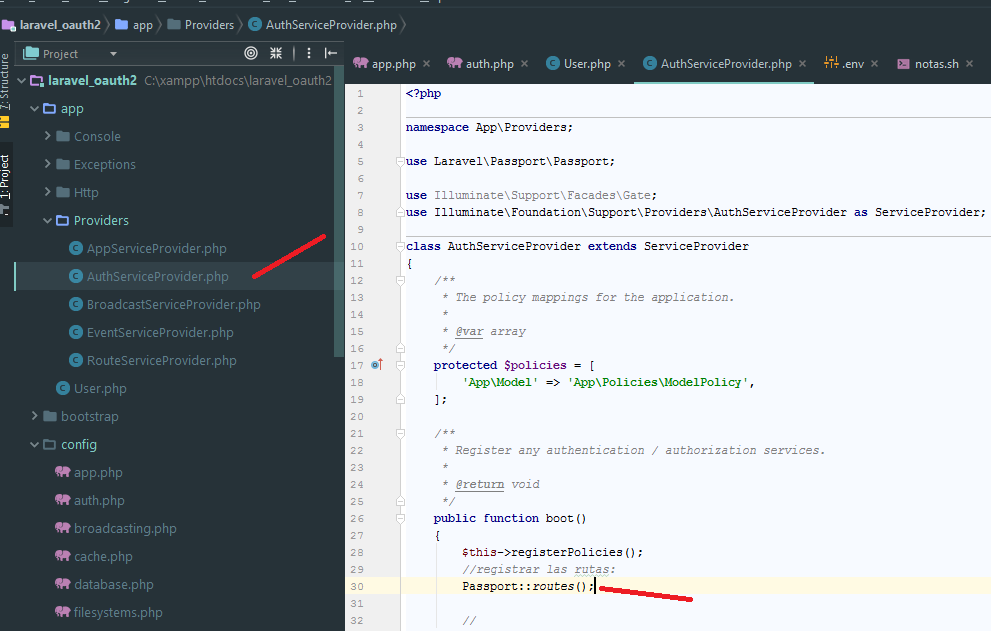 laravel_oauth2 app Providers AuthServiceProvider.php
Project
app.php auth.php User.php AuthServiceProvider.php .env notas.sh
7: Structure
1: Project
laravel_oauth2 C:\xampp\htdocs\laravel_oauth2
app
Console
Exceptions
Http
Providers
AppServiceProvider.php
AuthServiceProvider.php
BroadcastServiceProvider.php
EventServiceProvider.php
RouteServiceProvider.php
User.php
bootstrap
config
app.php
auth.php
broadcasting.php
cache.php
database.php
filesystems.php
1 <?php
2
3 namespace App\Providers;
4
5 use Laravel\Passport\Passport;
6
7 use Illuminate\Support\Facades\Gate;
8 use Illuminate\Foundation\Support\Providers\AuthServiceProvider as ServiceProvider;
9
10 class AuthServiceProvider extends ServiceProvider
11 {
12 /**
13 * The policy mappings for the application.
14 *
15 * @var array
16 */
17 protected $policies = [
18 'App\Model' => 'App\Policies\ModelPolicy',
19 ];
20
21 /**
22 * Register any authentication / authorization services.
23 *
24 * @return void
25 */
26 public function boot()
27 {
28 $this->registerPolicies();
29 //registrar las rutas:
30 Passport::routes();
31
32 //